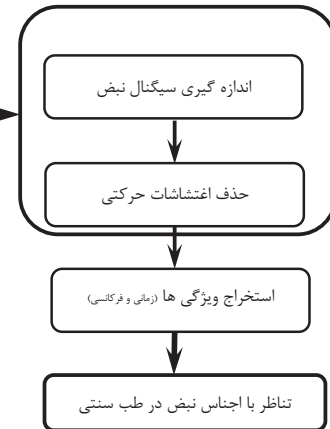 اندازه گیری سیگنال نبض
حذف اغتشاشات حرکتی
استخراج ویژگی ها (زمانی و فرکانسی)
تناظر با اجناس نبض در طب سنتی